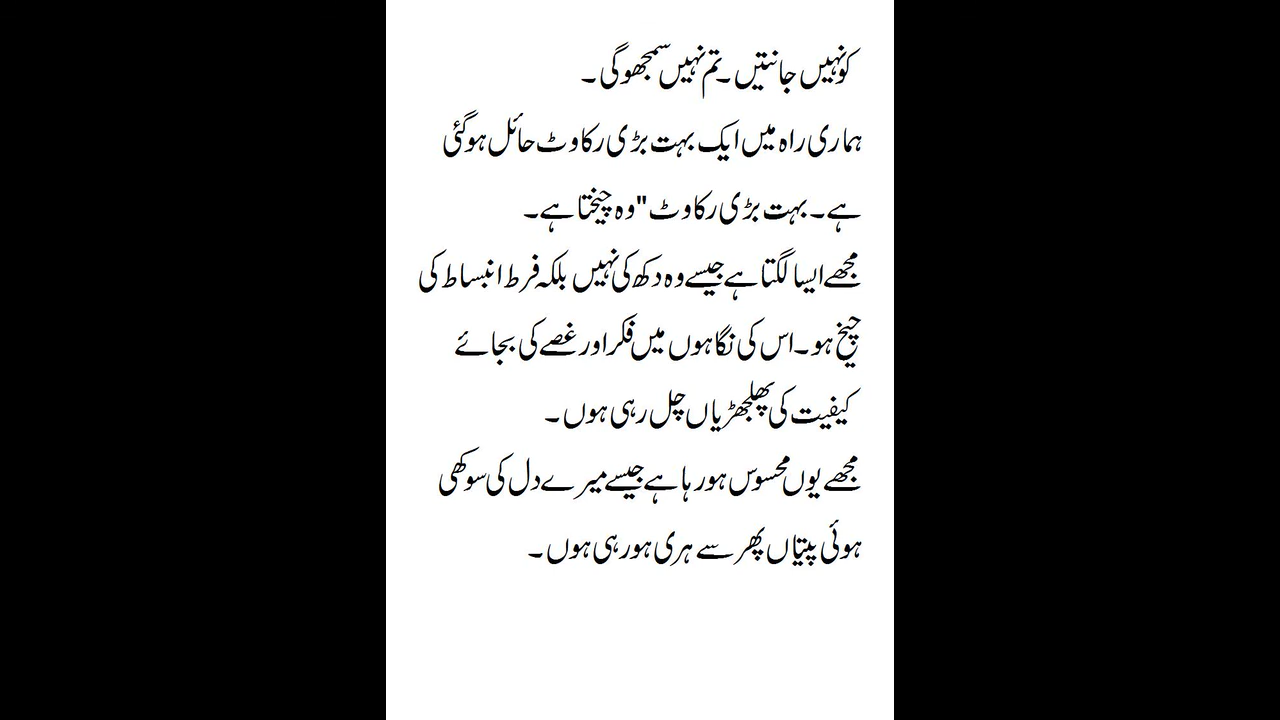 کو نہیں جانتیں۔ تم نہیں سمجھو گی۔
ہماری راہ میں ایک بہت بڑی رکاوٹ حائل ہو گئی
ہے۔ بہت بڑی رکاوٹ" وہ چیختا ہے۔
مجھے ایسا لگتا ہے جیسے وہ دکھ کی نہیں بلکہ فرط انبساط کی
چیخ ہو۔ اس کی نگاہوں میں فکر اور غصے کی بجائے
کیفیت کی پھلجھڑیاں چل رہی ہوں۔
مجھے یوں محسوس ہو رہا ہے جیسے میرے دل کی سوکھی
ہوئی پیتاں پھر سے ہری ہو رہی ہوں۔